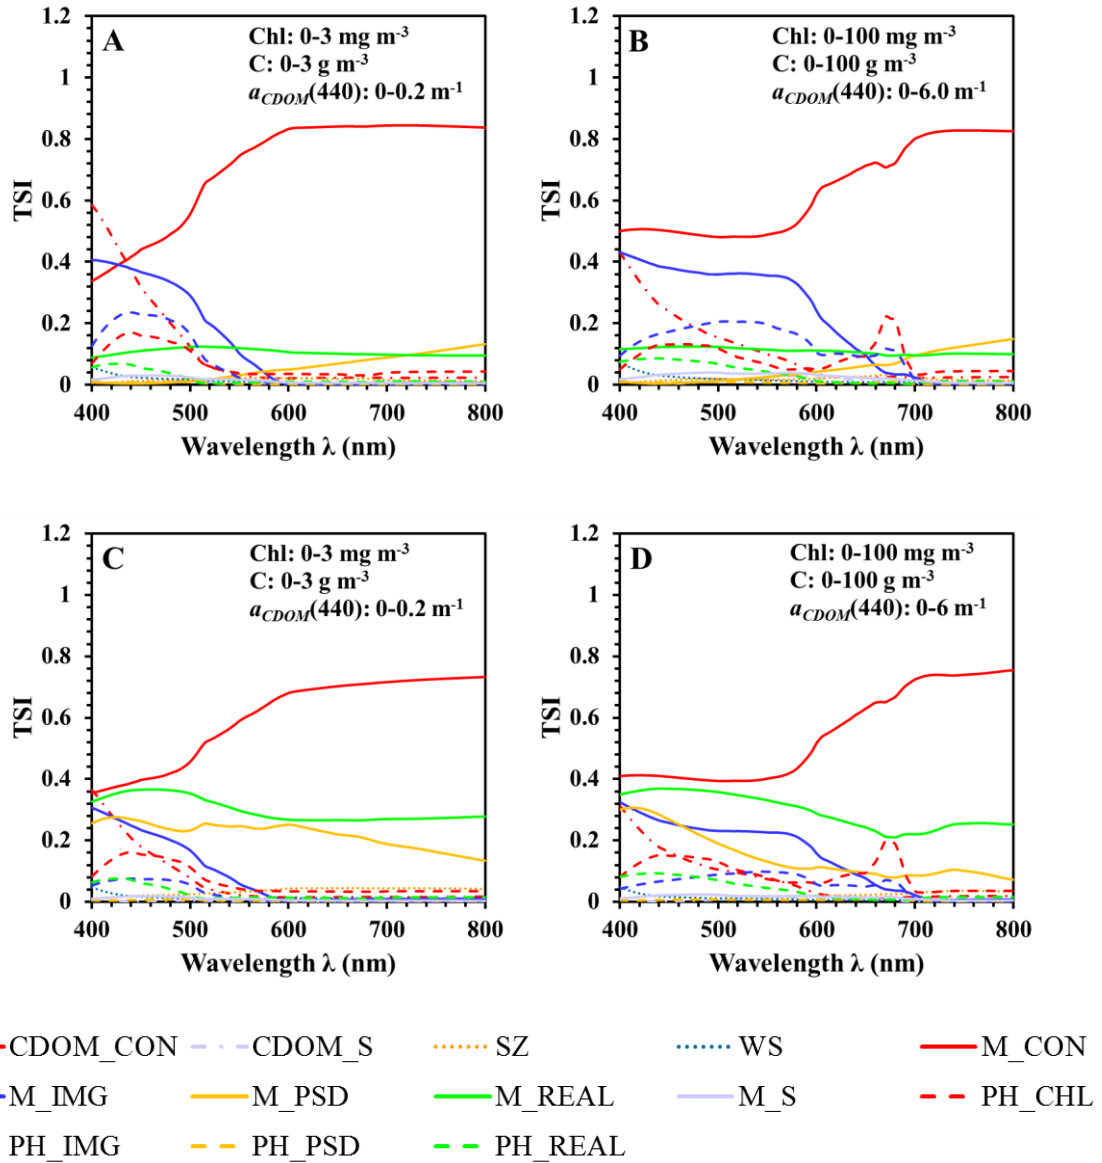 A
Chl: 0-3 mg m-3
C: 0-3 g m-3
aCDOM(440): 0-0.2 m-1
1.2
1
0.8
0.6
0.4
0.2
0
TSI
400 500 600 700 800
Wavelength λ (nm)
B
Chl: 0-100 mg m-3
C: 0-100 g m-3
aCDOM(440): 0-6.0 m-1
1.2
1
0.8
0.6
0.4
0.2
0
TSI
400 500 600 700 800
Wavelength λ (nm)
C
Chl: 0-3 mg m-3
C: 0-3 g m-3
aCDOM(440): 0-0.2 m-1
1.2
1
0.8
0.6
0.4
0.2
0
TSI
400 500 600 700 800
Wavelength λ (nm)
D
Chl: 0-100 mg m-3
C: 0-100 g m-3
aCDOM(440): 0-6 m-1
1.2
1
0.8
0.6
0.4
0.2
0
TSI
400 500 600 700 800
Wavelength λ (nm)
CDOM_CON CDOM_S SZ WS M_CON
M_IMG M_PSD M_REAL M_S PH_CHL
PH_IMG PH_PSD PH_REAL